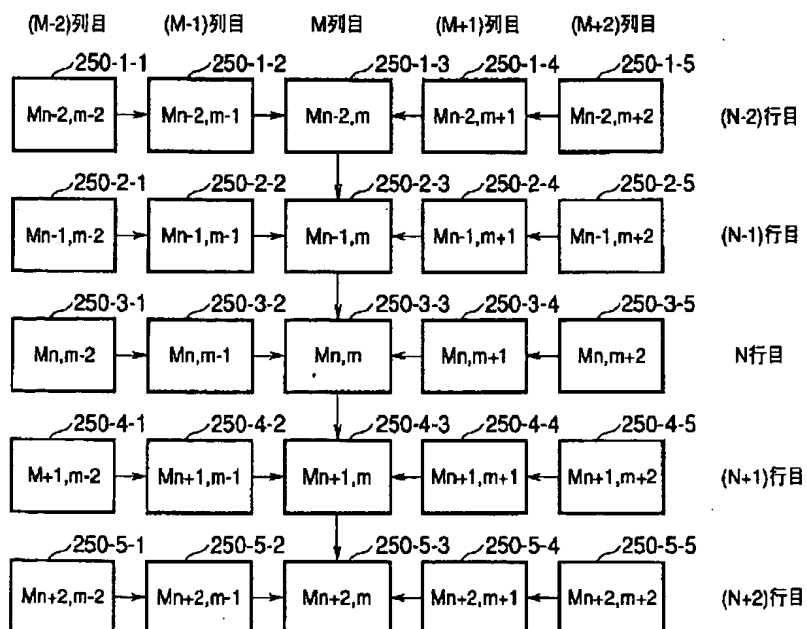 (M-2)列目 (M-1)列目 M列目 (M+1)列目 (M+2)列目
250-1-1 250-1-2 250-1-3 250-1-4 250-1-5
Mn-2,m-2 Mn-2,m-1 Mn-2,m Mn-2,m+1 Mn-2,m+2 (N-2)行目
250-2-1 250-2-2 250-2-3 250-2-4 250-2-5
Mn-1,m-2 Mn-1,m-1 Mn-1,m Mn-1,m+1 Mn-1,m+2 (N-1)行目
250-3-1 250-3-2 250-3-3 250-3-4 250-3-5
Mn,m-2 Mn,m-1 Mn,m Mn,m+1 Mn,m+2 N行目
250-4-1 250-4-2 250-4-3 250-4-4 250-4-5
M+1,m-2 Mn+1,m-1 Mn+1,m Mn+1,m+1 Mn+1,m+2 (N+1)行目
250-5-1 250-5-2 250-5-3 250-5-4 250-5-5
Mn+2,m-2 Mn+2,m-1 Mn+2,m Mn+2,m+1 Mn+2,m+2 (N+2)行目